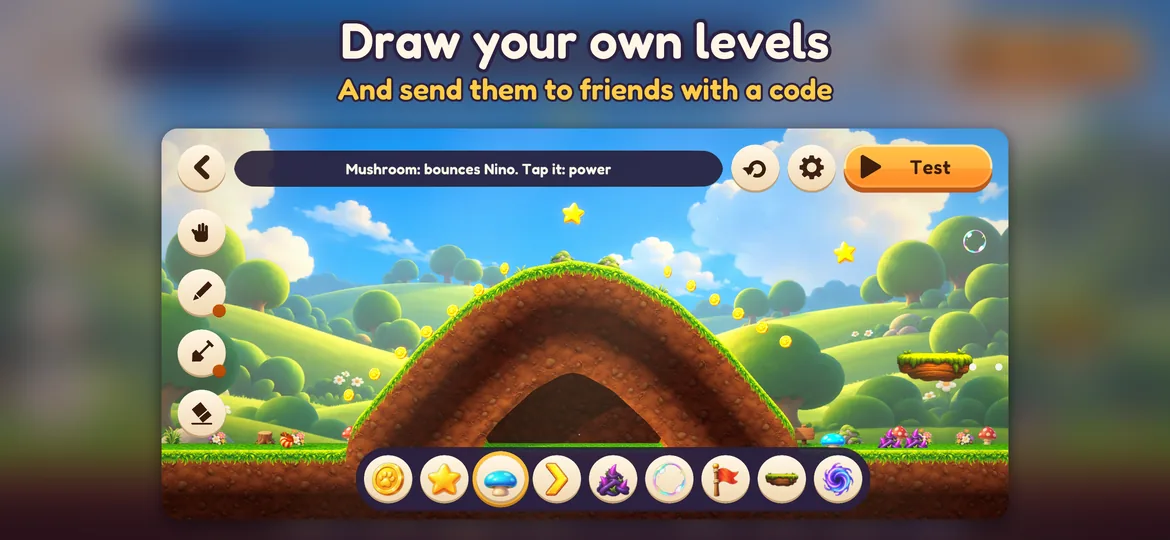 Draw your own levels
And send them to friends with a code
Mushroom: bounces Nino. Tap it: power
Test